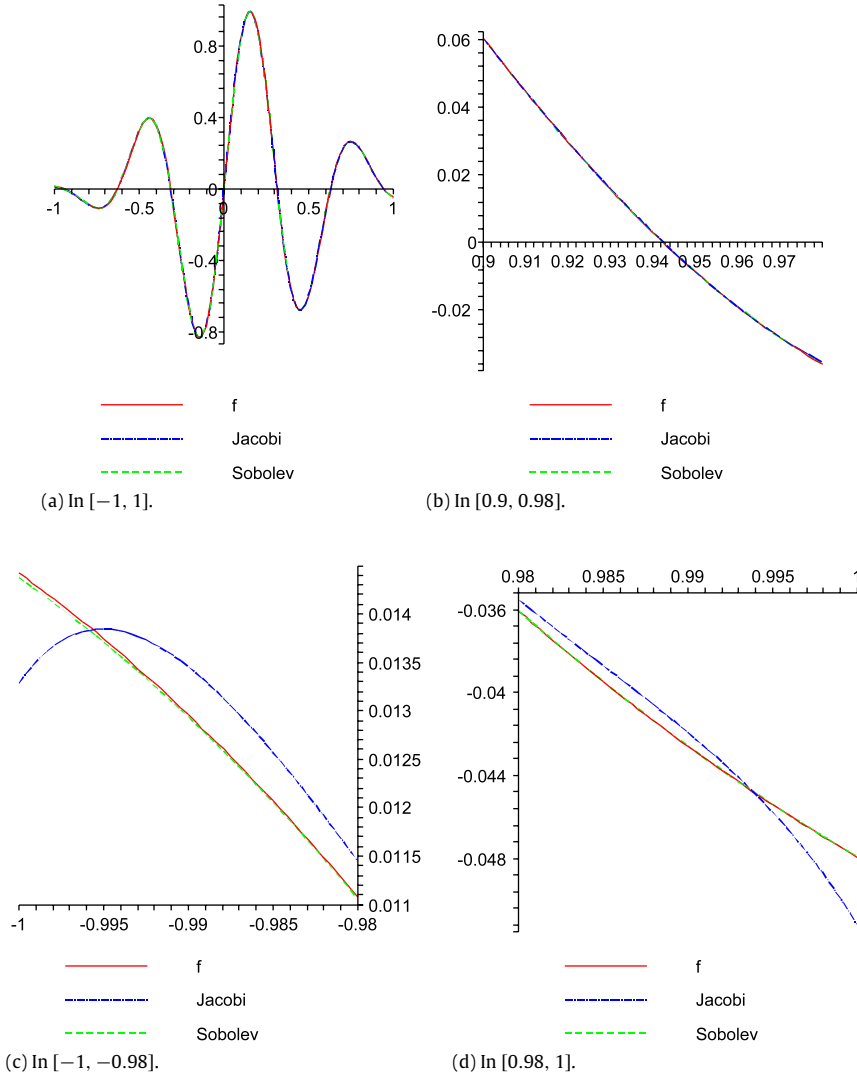 0.8
0.4
0
-1
-0.5
0
0.5
1
-0.4
-0.8
f
Jacobi
Sobolev
(a) In [−1, 1].
0.06
0.04
0.02
0
0.9
0.91
0.92
0.93
0.94
0.95
0.96
0.97
-0.02
f
Jacobi
Sobolev
(b) In [0.9, 0.98].
0.014
0.0135
0.013
0.0125
0.012
0.0115
0.011
-1
-0.995
-0.99
-0.985
-0.98
f
Jacobi
Sobolev
(c) In [−1, −0.98].
0.98
0.985
0.99
0.995
1
-0.036
-0.04
-0.044
-0.048
f
Jacobi
Sobolev
(d) In [0.98, 1].